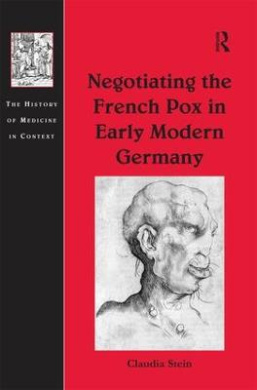 R
THE HISTORY
OF MEDICINE
IN CONTEXT
Negotiating the
French Pox in
Early Modern
Germany
Claudia Stein